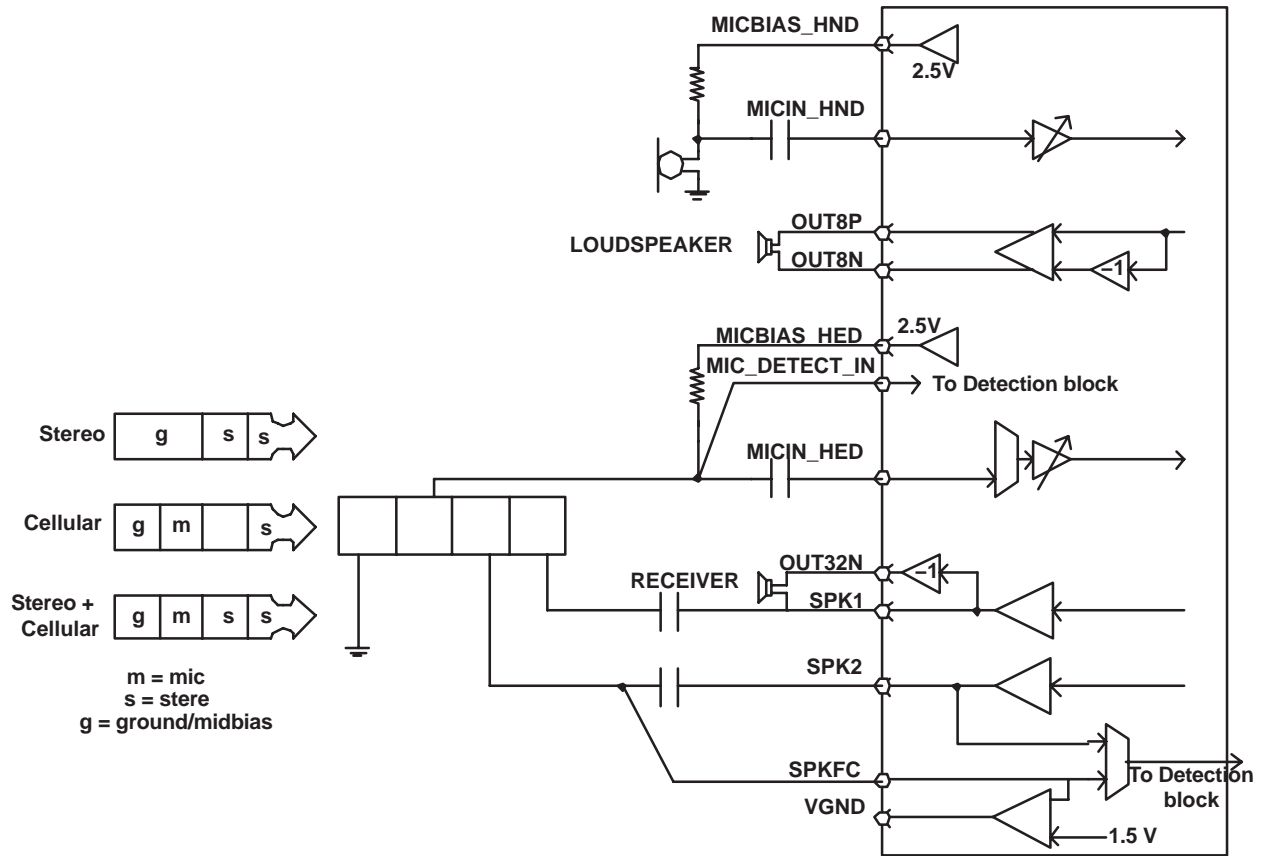 MICBIAS_HND
2.5V
MICIN_HND
OUT8P
LOUDSPEAKER
OUT8N
−1
MICBIAS_HED
2.5V
MIC_DETECT_IN
To Detection block
Stereo
g
s
s
MICIN_HED
Cellular
g
m
s
OUT32N
−1
RECEIVER
SPK1
Stereo +
Cellular
g
m
s
s
SPK2
m = mic
s = stere
g = ground/midbias
SPKFC
To Detection
block
VGND
1.5 V